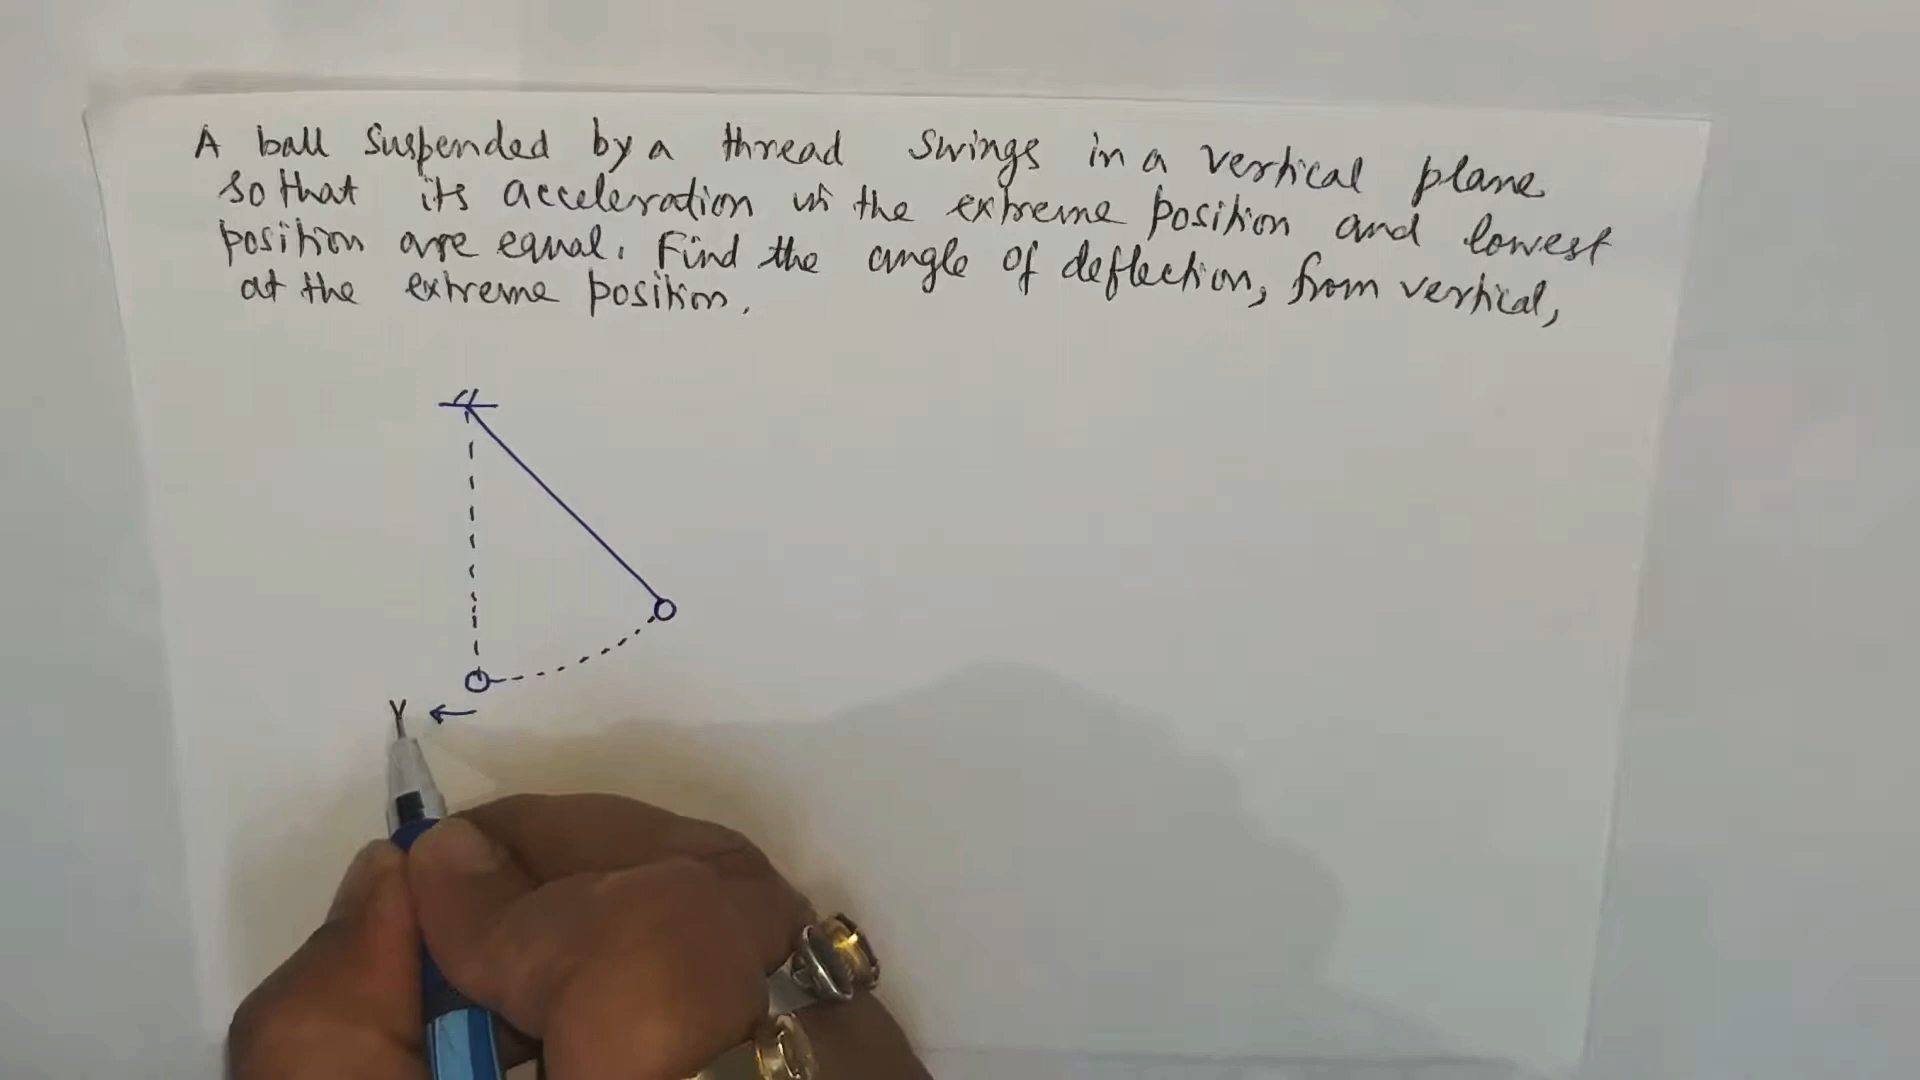 A ball suspended by a thread swings in a vertical plane
so that its acceleration in the extreme position and lowest
position are equal. Find the angle of deflection, from vertical,
at the extreme position.
V